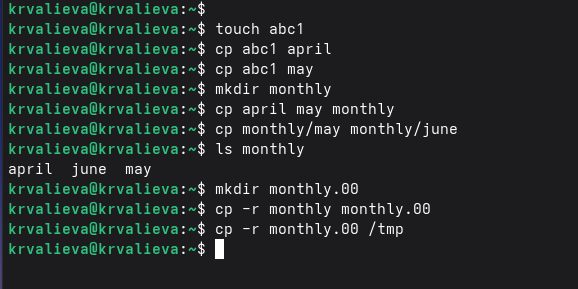 krvalieva@krvalieva:~$
krvalieva@krvalieva:~$ touch abc1
krvalieva@krvalieva:~$ cp abc1 april
krvalieva@krvalieva:~$ cp abc1 may
krvalieva@krvalieva:~$ mkdir monthly
krvalieva@krvalieva:~$ cp april may monthly
krvalieva@krvalieva:~$ cp monthly/may monthly/june
krvalieva@krvalieva:~$ ls monthly
april  june  may
krvalieva@krvalieva:~$ mkdir monthly.00
krvalieva@krvalieva:~$ cp -r monthly monthly.00
krvalieva@krvalieva:~$ cp -r monthly.00 /tmp
krvalieva@krvalieva:~$